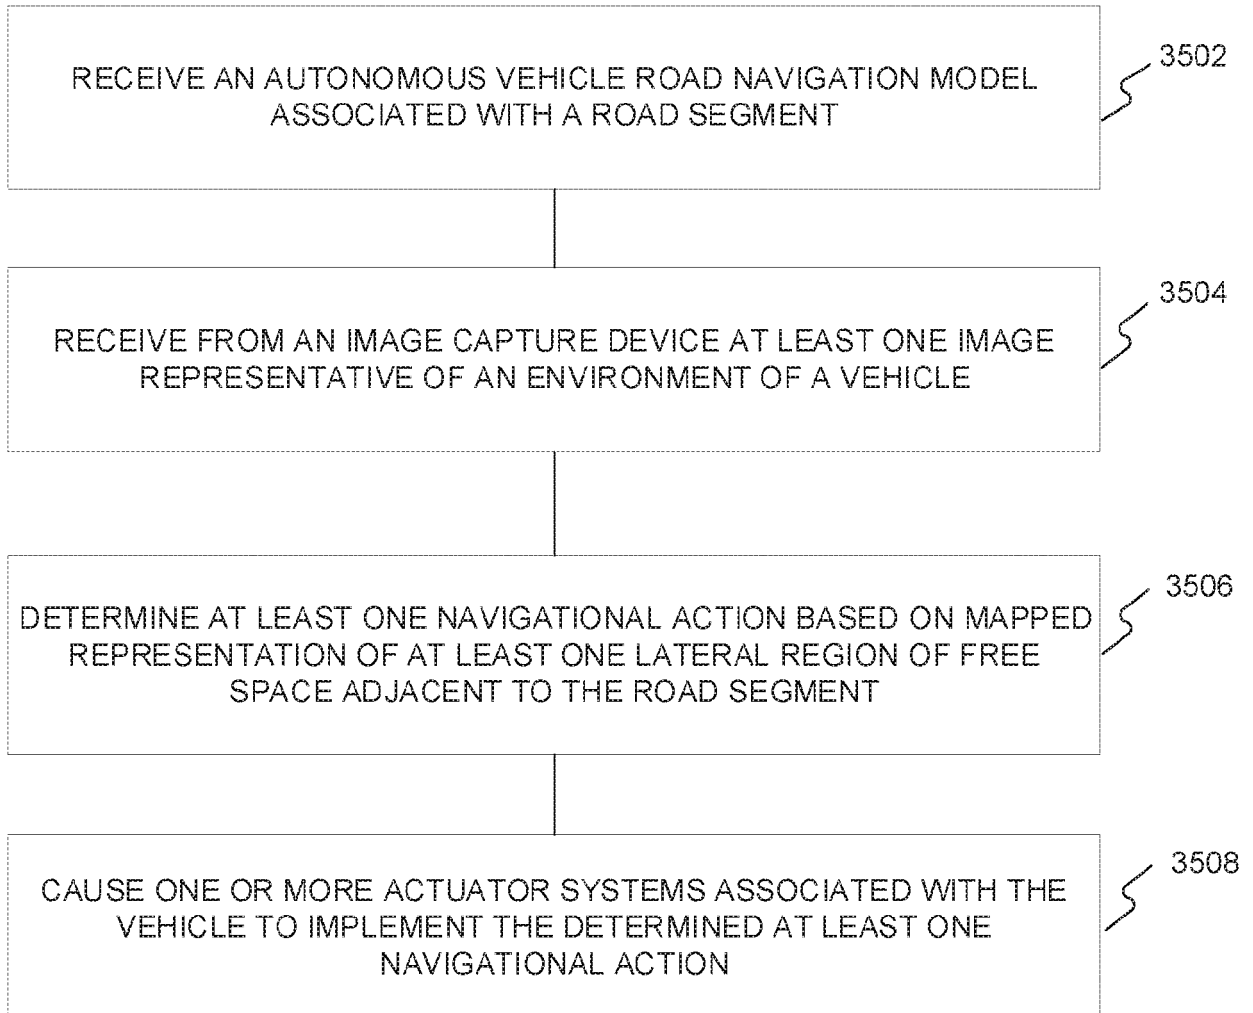 RECEIVE AN AUTONOMOUS VEHICLE ROAD NAVIGATION MODEL
ASSOCIATED WITH A ROAD SEGMENT
3502
RECEIVE FROM AN IMAGE CAPTURE DEVICE AT LEAST ONE IMAGE
REPRESENTATIVE OF AN ENVIRONMENT OF A VEHICLE
3504
DETERMINE AT LEAST ONE NAVIGATIONAL ACTION BASED ON MAPPED
REPRESENTATION OF AT LEAST ONE LATERAL REGION OF FREE
SPACE ADJACENT TO THE ROAD SEGMENT
3506
CAUSE ONE OR MORE ACTUATOR SYSTEMS ASSOCIATED WITH THE
VEHICLE TO IMPLEMENT THE DETERMINED AT LEAST ONE
NAVIGATIONAL ACTION
3508